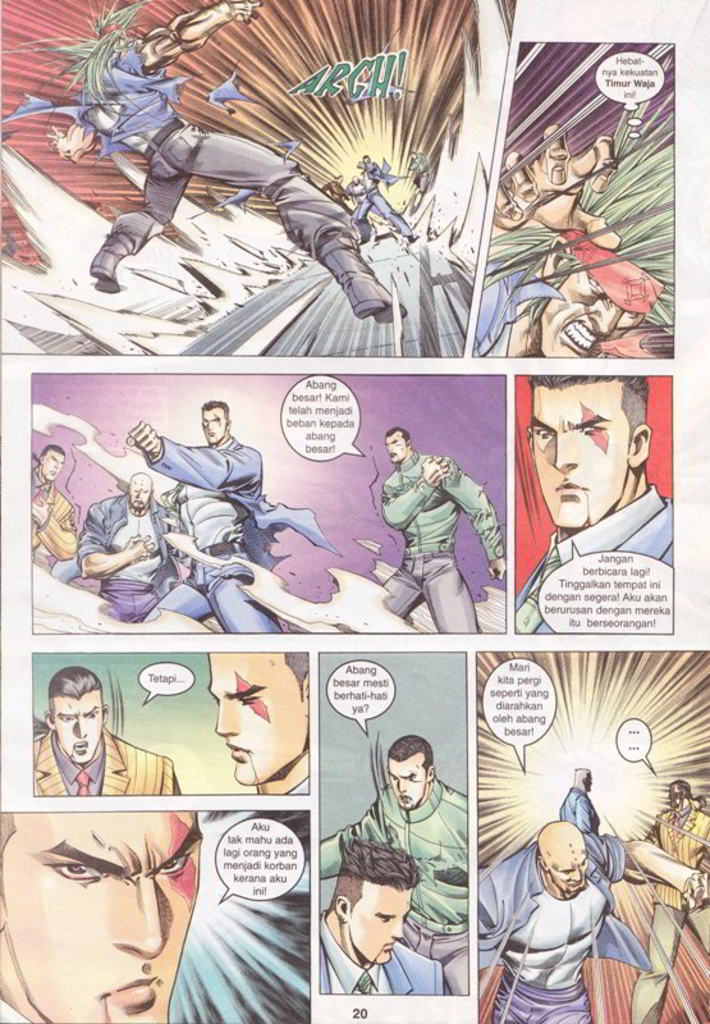 ARGH!
Hebat-
nya kekuatan
Timur Waja
ini!
Abang
besar! Kami
telah menjadi
beban kepada
abang
besar!
Jangan
berbicara lagi!
Tinggalkan tempat ini
dengan segera! Aku akan
berurusan dengan mereka
itu berseorangan!
Tetapi...
Aku
tak mahu ada
lagi orang yang
menjadi korban
kerana aku
ini!
Abang
besar mesti
berhati-hati
ya?
Mari
kita pergi
seperti yang
diarahkan
oleh abang
besar!
...
...
20